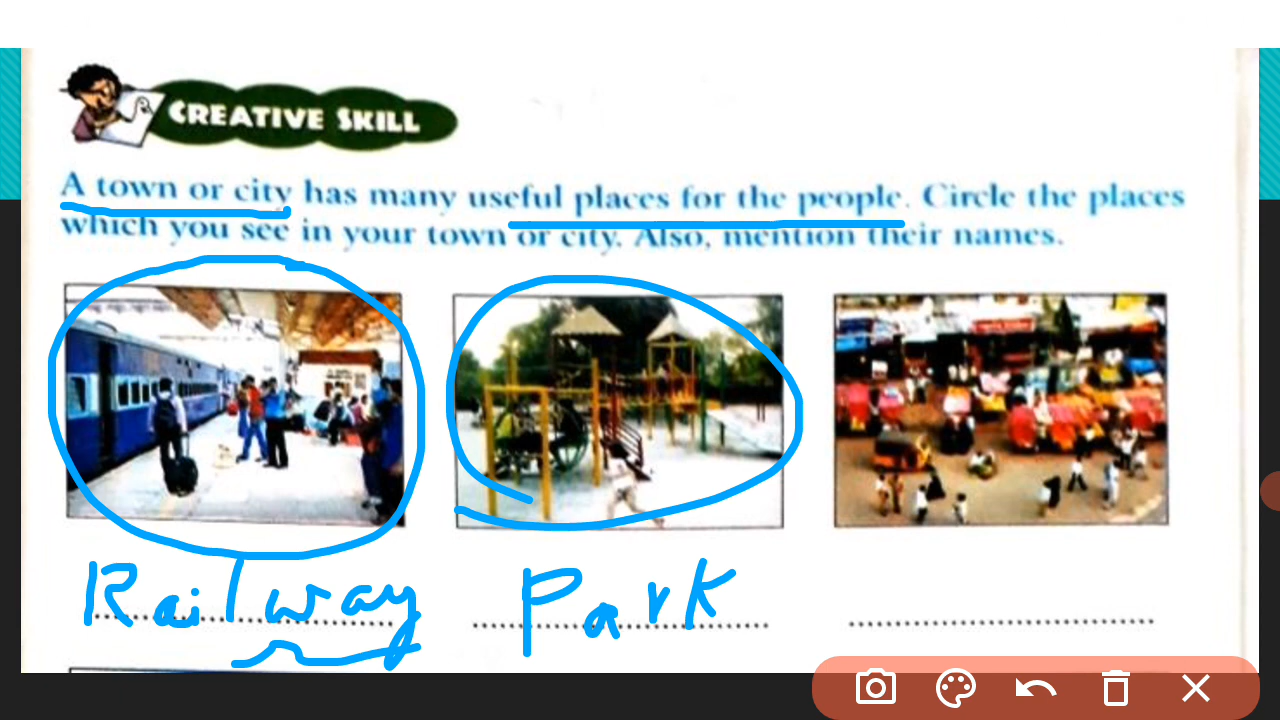 CREATIVE SKILL
A town or city has many useful places for the people. Circle the places
which you see in your town or city. Also, mention their names.
Railway
Park